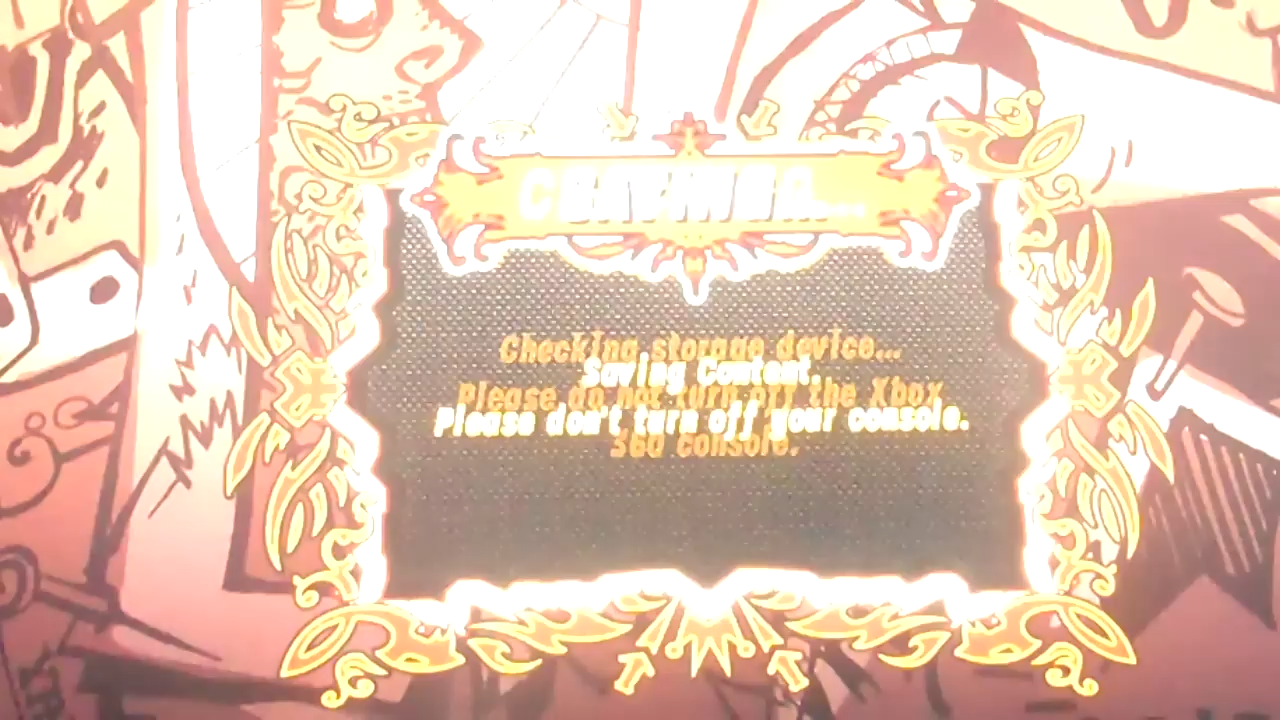 Checking storage device...
Saving Content.
Please do not turn off the Xbox
Please don't turn off your console.
360 console.